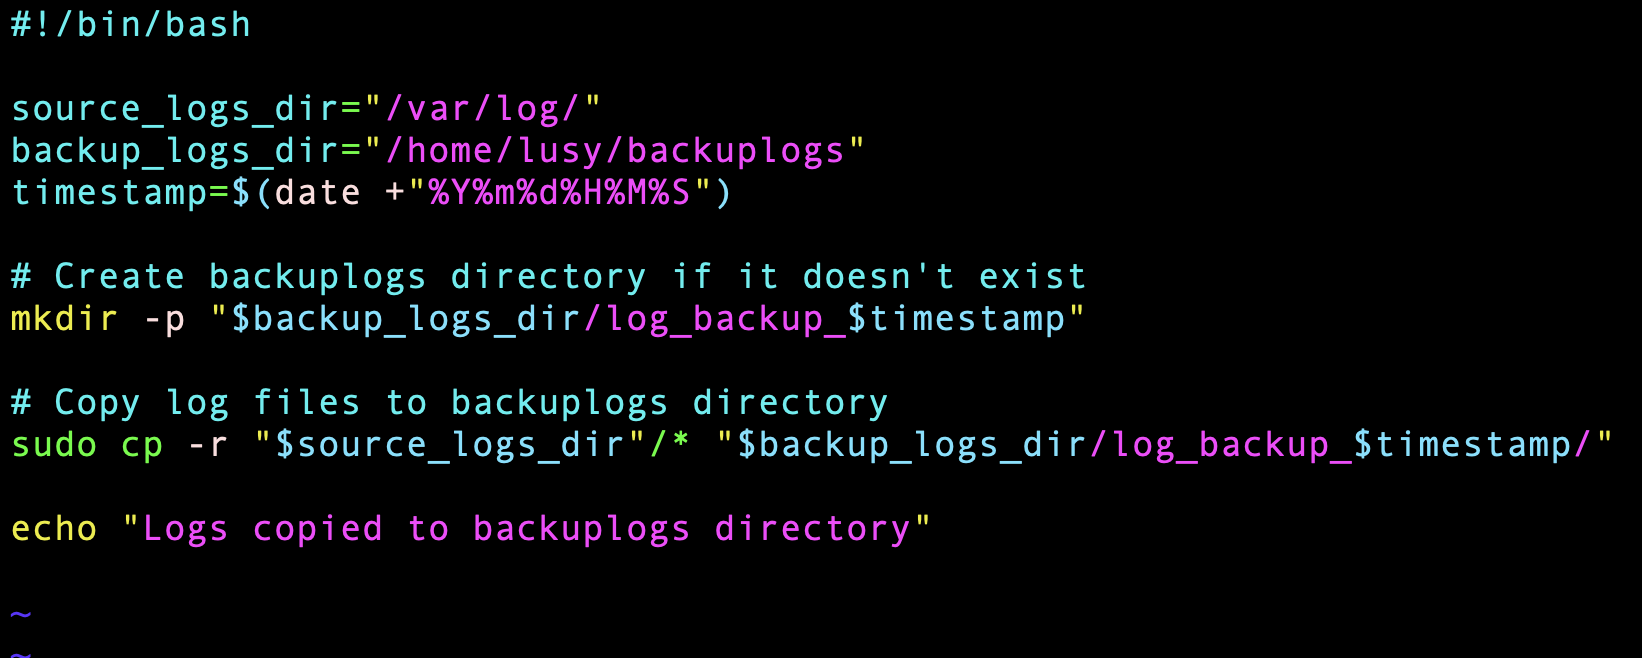 #!/bin/bash
source_logs_dir="/var/log/"
backup_logs_dir="/home/lusy/backuplogs"
timestamp=$(date +"%Y%m%d%H%M%S")
# Create backuplogs directory if it doesn't exist
mkdir -p "$backup_logs_dir/log_backup_$timestamp"
# Copy log files to backuplogs directory
sudo cp -r "$source_logs_dir"/* "$backup_logs_dir/log_backup_$timestamp/"
echo "Logs copied to backuplogs directory"
~
~